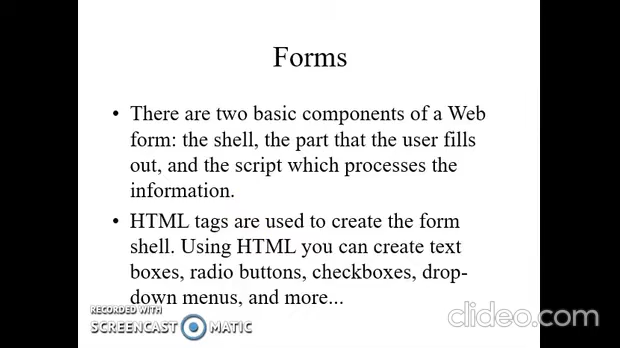 Forms
• There are two basic components of a Web
form: the shell, the part that the user fills
out, and the script which processes the
information.
• HTML tags are used to create the form
shell. Using HTML you can create text
boxes, radio buttons, checkboxes, drop-
down menus, and more...
RECORDED WITH
SCREENCAST MATIC
clideo.com